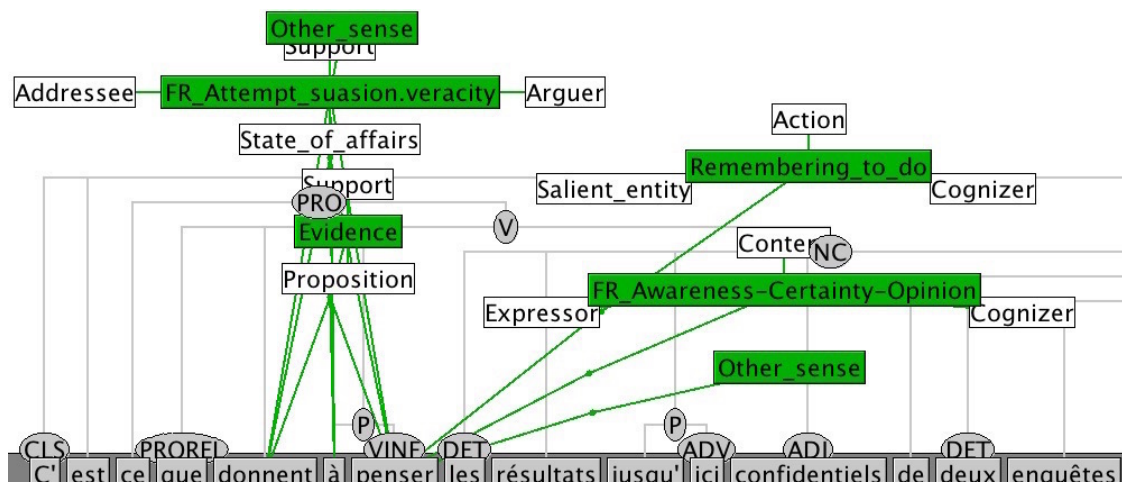 Other_sense
Support
Addressee FR_Attempt_suasion.veracity Arguer
Action
State_of_affairs
Remembering_to_do
Support
Salient_entity Cognizer
PRO
V
Evidence
NC
Proposition
FR_Awareness-Certainty-Opinion
Expressor Cognizer
Other_sense
P P
CLS PROREL VINF DET ADV ADJ DET
C' est ce que donnent à penser les résultats jusqu' ici confidentiels de deux enquêtes